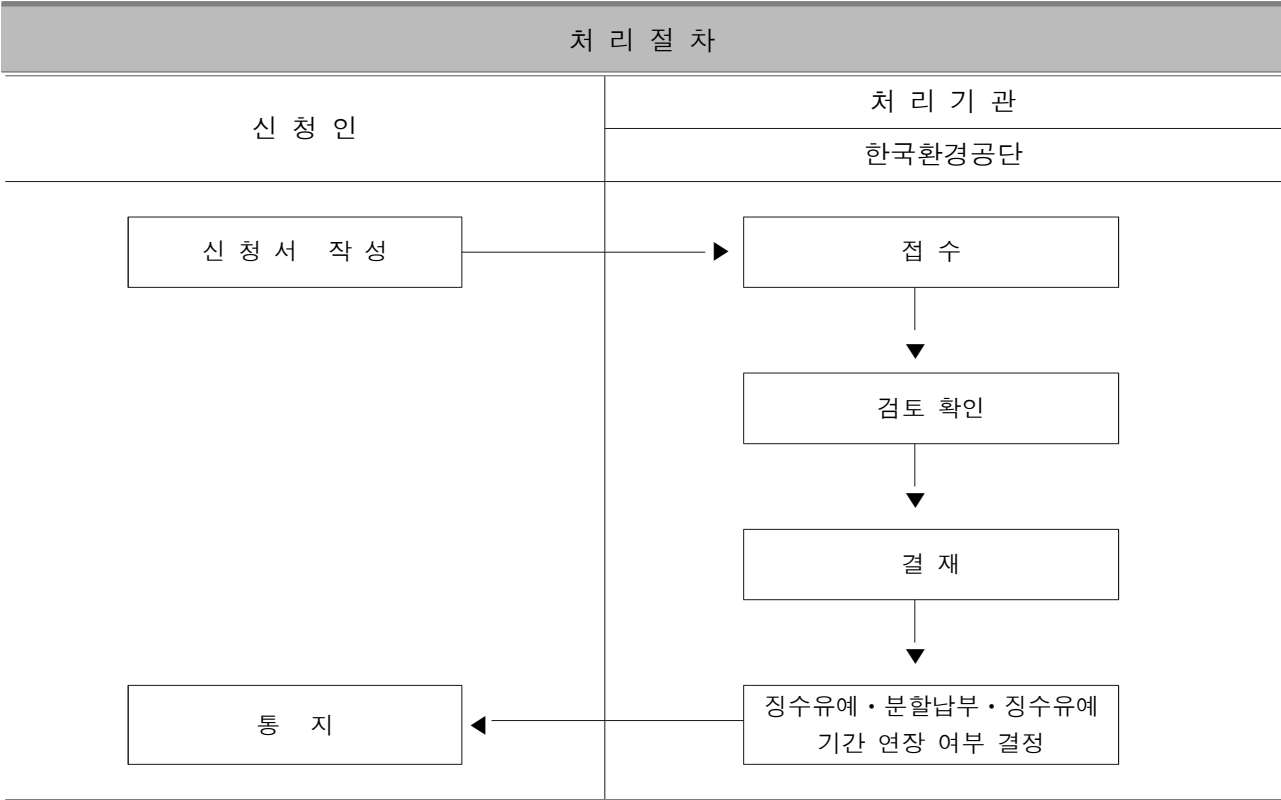 처 리 절 차
신 청 인
처 리 기 관
한국환경공단
신 청 서 작 성
접 수
검토 확인
결 재
징수유예・분할납부・징수유예
기간 연장 여부 결정
통 지